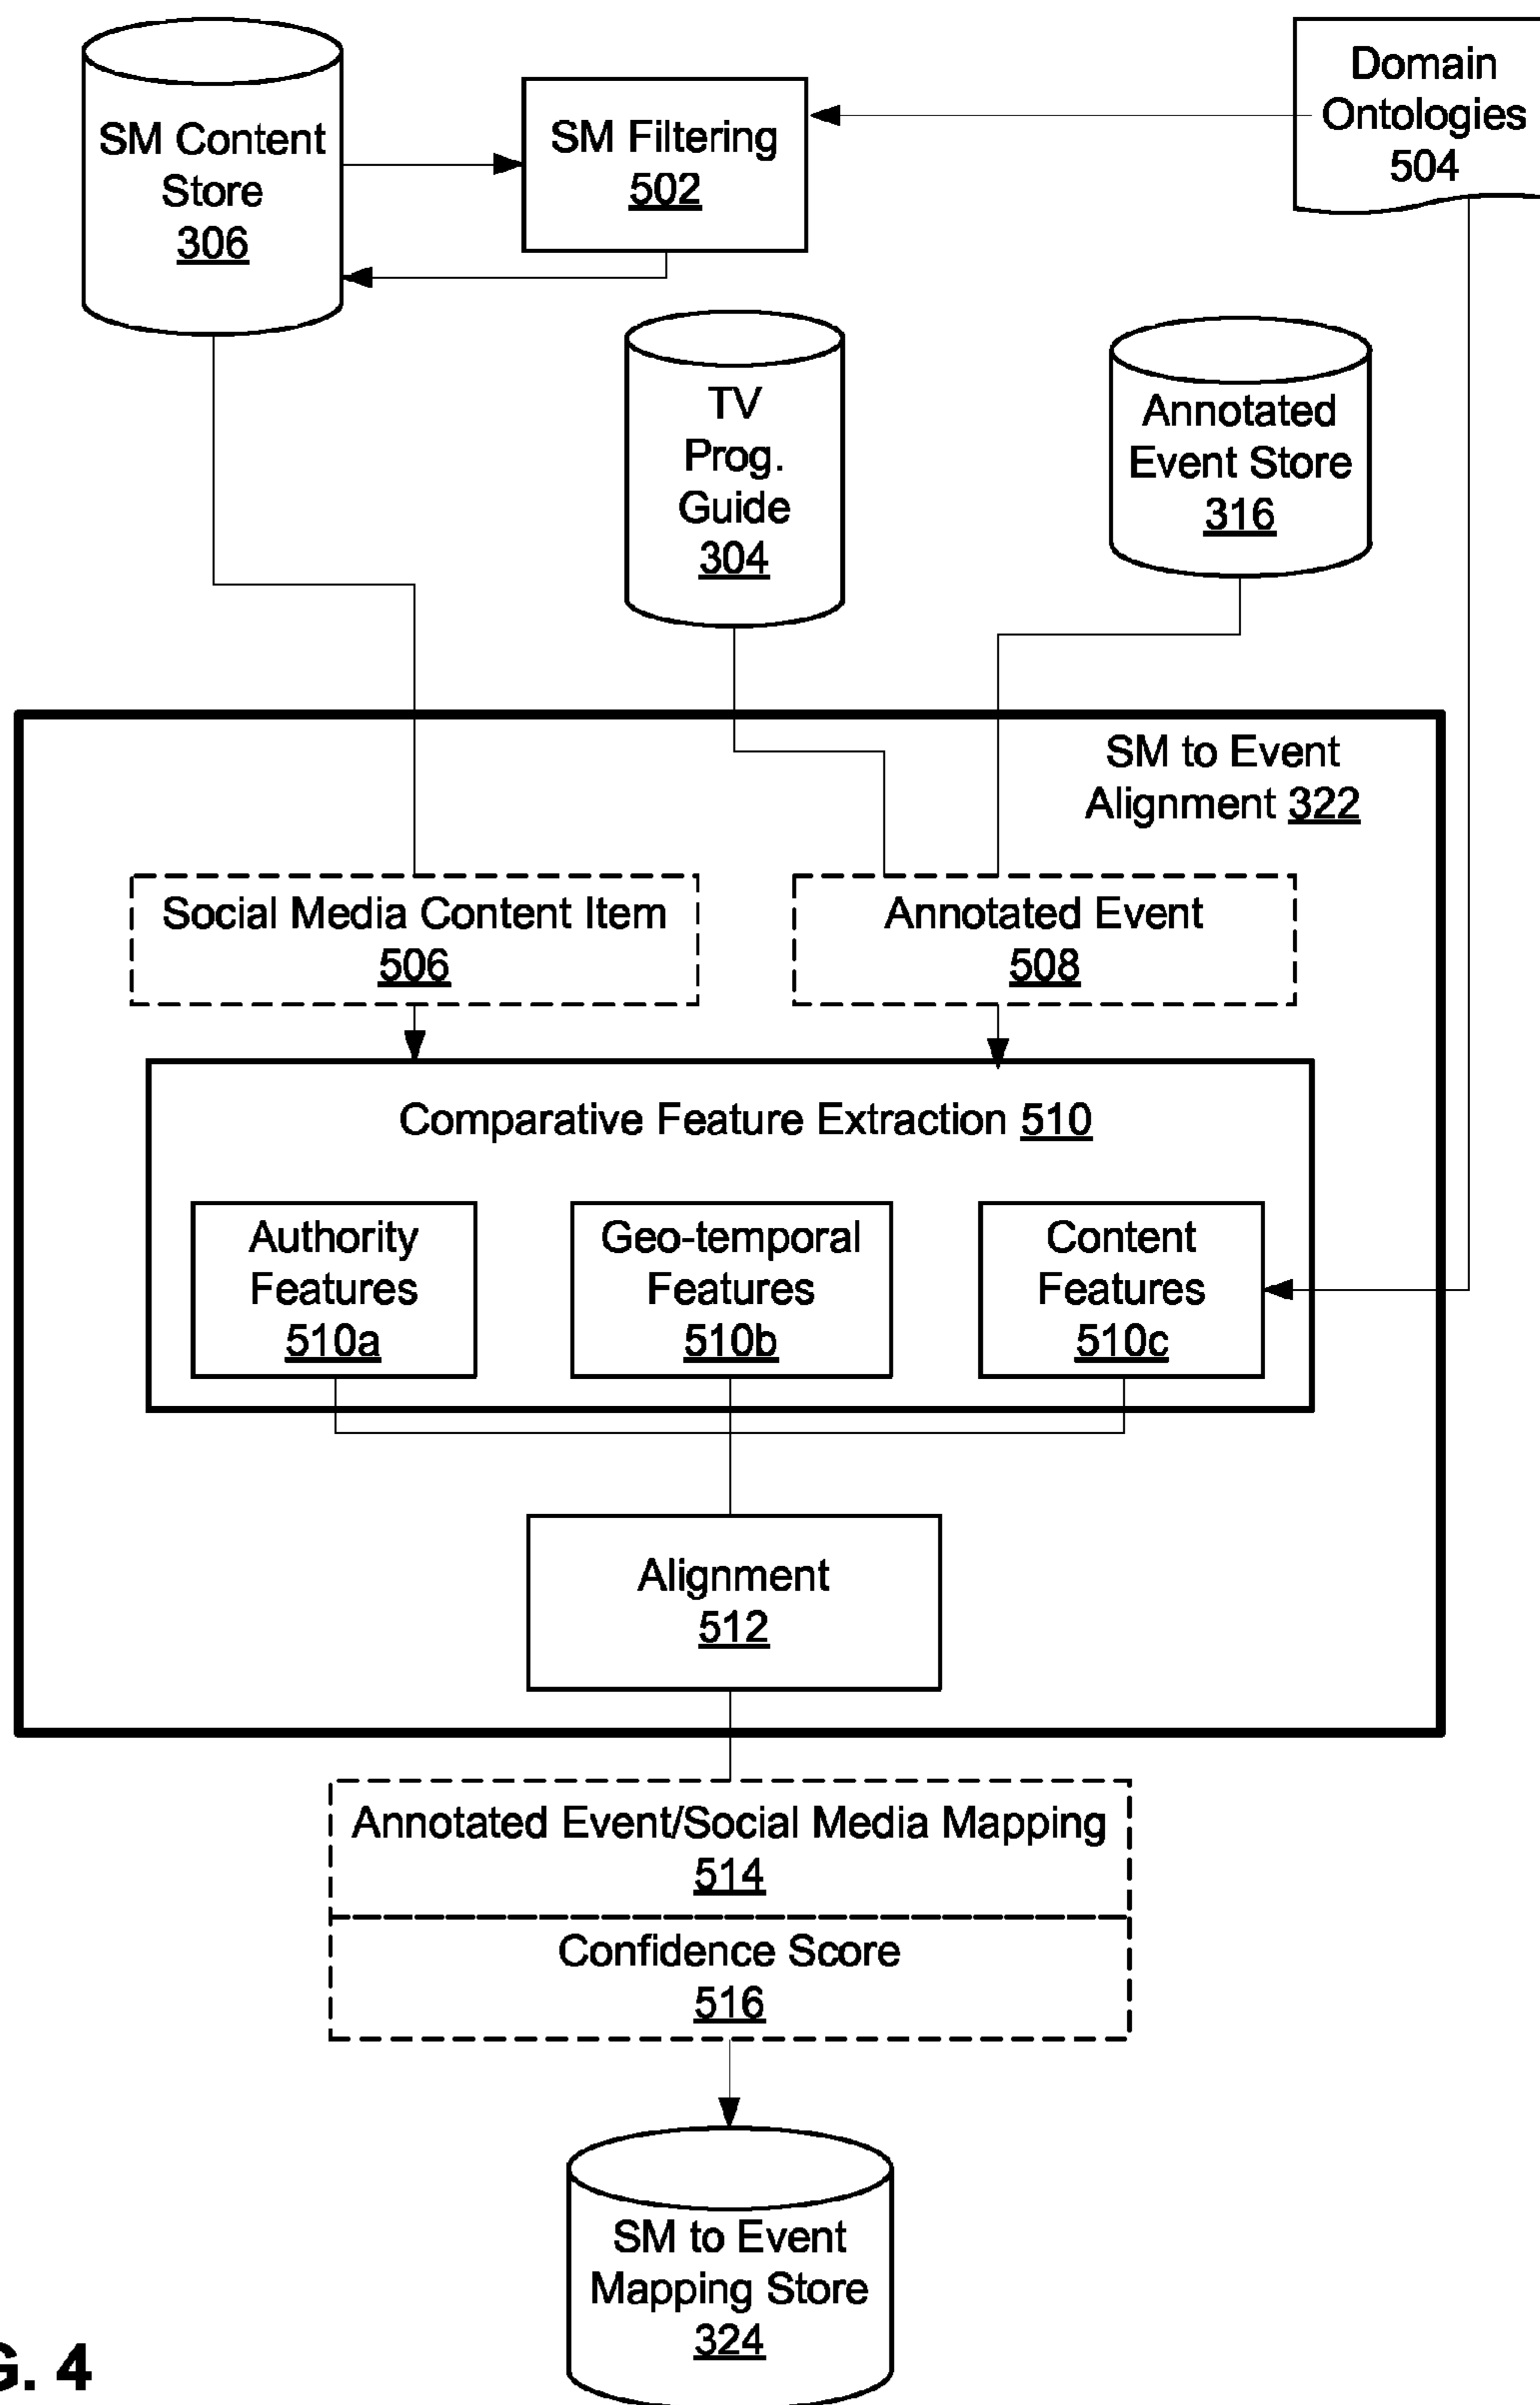 SM Content
Store
306
SM Filtering
502
Domain
Ontologies
504
TV
Prog.
Guide
304
Annotated
Event Store
316
SM to Event
Alignment 322
Social Media Content Item
506
Annotated Event
508
Comparative Feature Extraction 510
Authority
Features
510a
Geo-temporal
Features
510b
Content
Features
510c
Alignment
512
Annotated Event/Social Media Mapping
514
Confidence Score
516
SM to Event
Mapping Store
324
G. 4